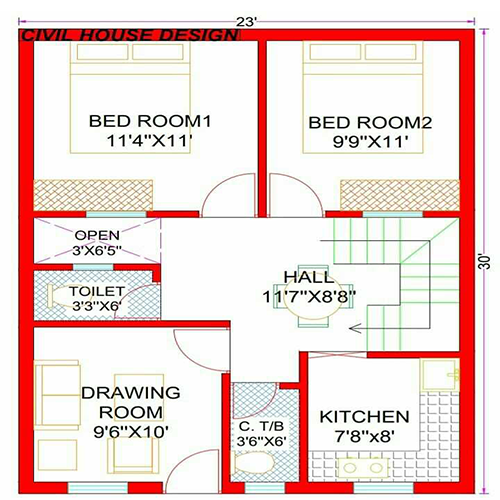 23'
CIVIL HOUSE DESIGN
BED ROOM1
11'4"X11'
BED ROOM2
9'9"X11'
OPEN
3'X6'5"
TOILET
3'3"X6'
HALL
11'7"X8'8"
30'
DRAWING
ROOM
9'6"X10'
C. T/B
3'6"X6'
KITCHEN
7'8"x8'